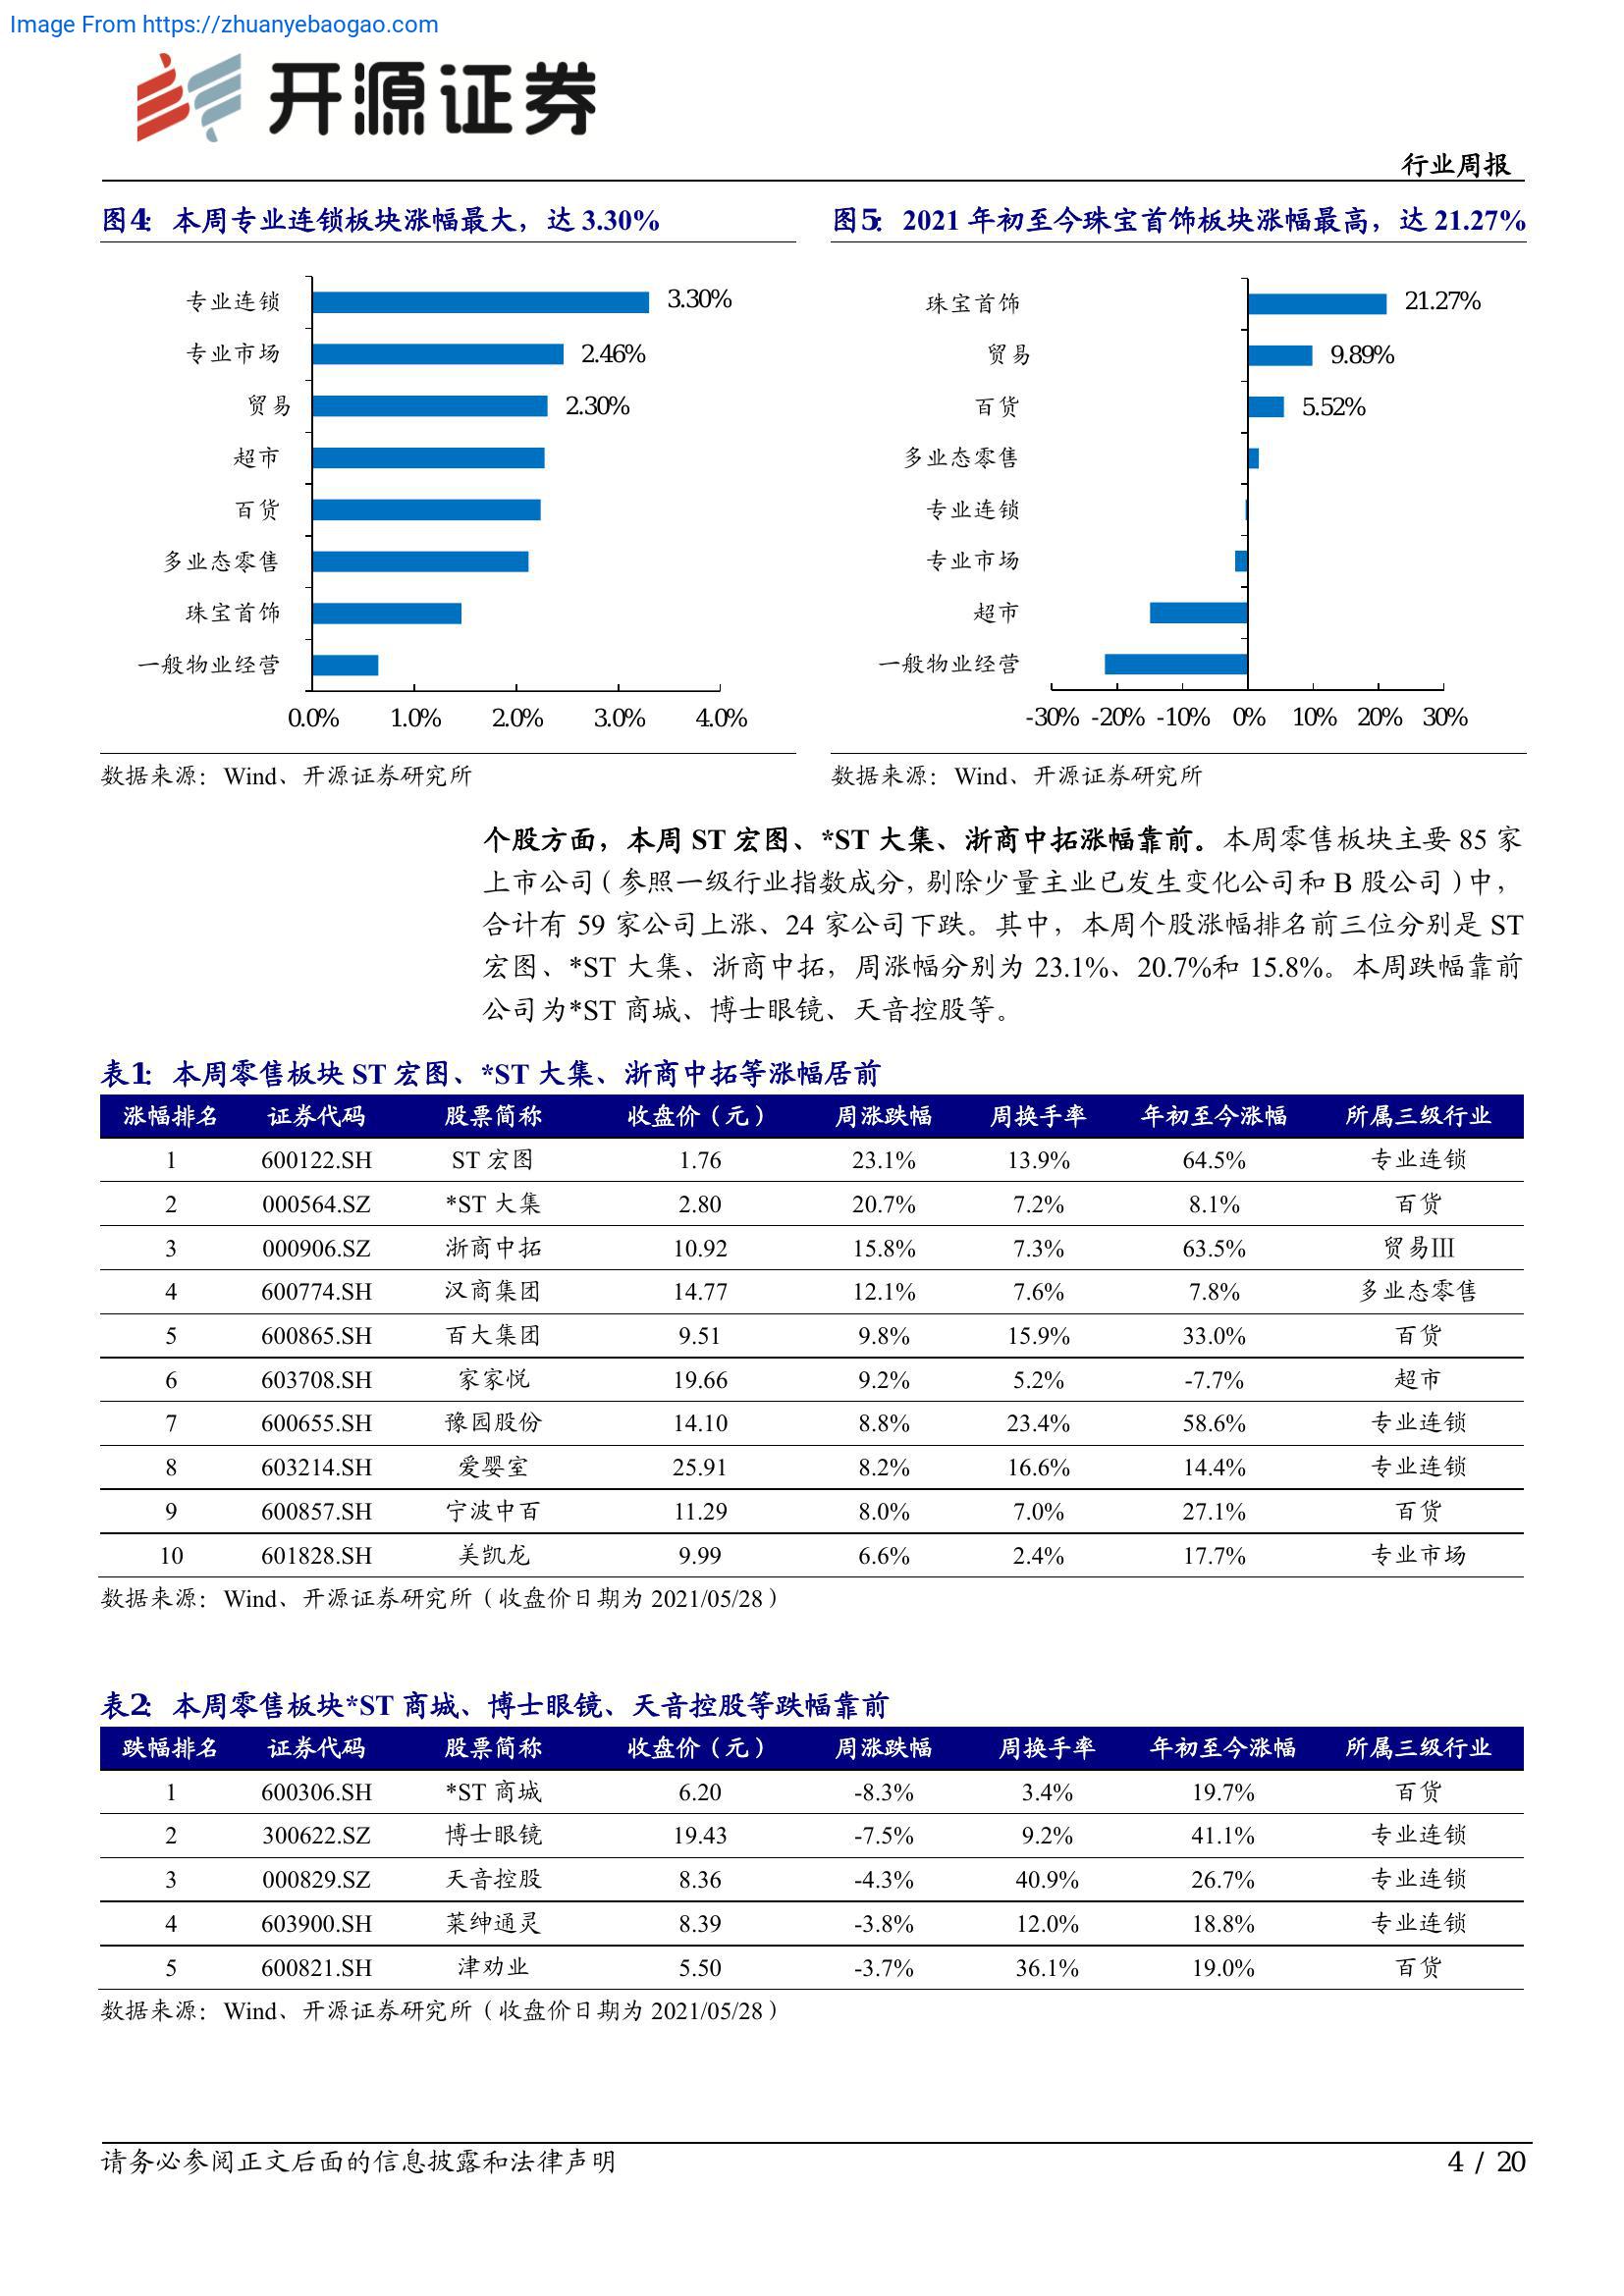 Image From https://zhuanyebaogao.com
开源证券
行业周报
图4：本周专业连锁板块涨幅最大，达 3.30%
专业连锁 3.30%
专业市场 2.46%
贸易 2.30%
超市
百货
多业态零售
珠宝首饰
一般物业经营
0.0% 1.0% 2.0% 3.0% 4.0%
数据来源：Wind、开源证券研究所
图5：2021 年初至今珠宝首饰板块涨幅最高，达 21.27%
珠宝首饰 21.27%
贸易 9.89%
百货 5.52%
多业态零售
专业连锁
专业市场
超市
一般物业经营
-30% -20% -10% 0% 10% 20% 30%
数据来源：Wind、开源证券研究所
个股方面，本周 ST 宏图、*ST 大集、浙商中拓涨幅靠前。本周零售板块主要 85 家
上市公司（参照一级行业指数成分，剔除少量主业已发生变化公司和 B 股公司）中，
合计有 59 家公司上涨、24 家公司下跌。其中，本周个股涨幅排名前三位分别是 ST
宏图、*ST 大集、浙商中拓，周涨幅分别为 23.1%、20.7%和 15.8%。本周跌幅靠前
公司为*ST 商城、博士眼镜、天音控股等。
表1：本周零售板块 ST 宏图、*ST 大集、浙商中拓等涨幅居前
涨幅排名 证券代码 股票简称 收盘价（元） 周涨跌幅 周换手率 年初至今涨幅 所属三级行业
1 600122.SH ST 宏图 1.76 23.1% 13.9% 64.5% 专业连锁
2 000564.SZ *ST 大集 2.80 20.7% 7.2% 8.1% 百货
3 000906.SZ 浙商中拓 10.92 15.8% 7.3% 63.5% 贸易Ⅲ
4 600774.SH 汉商集团 14.77 12.1% 7.6% 7.8% 多业态零售
5 600865.SH 百大集团 9.51 9.8% 15.9% 33.0% 百货
6 603708.SH 家家悦 19.66 9.2% 5.2% -7.7% 超市
7 600655.SH 豫园股份 14.10 8.8% 23.4% 58.6% 专业连锁
8 603214.SH 爱婴室 25.91 8.2% 16.6% 14.4% 专业连锁
9 600857.SH 宁波中百 11.29 8.0% 7.0% 27.1% 百货
10 601828.SH 美凯龙 9.99 6.6% 2.4% 17.7% 专业市场
数据来源：Wind、开源证券研究所（收盘价日期为 2021/05/28）
表2：本周零售板块*ST 商城、博士眼镜、天音控股等跌幅靠前
跌幅排名 证券代码 股票简称 收盘价（元） 周涨跌幅 周换手率 年初至今涨幅 所属三级行业
1 600306.SH *ST 商城 6.20 -8.3% 3.4% 19.7% 百货
2 300622.SZ 博士眼镜 19.43 -7.5% 9.2% 41.1% 专业连锁
3 000829.SZ 天音控股 8.36 -4.3% 40.9% 26.7% 专业连锁
4 603900.SH 莱绅通灵 8.39 -3.8% 12.0% 18.8% 专业连锁
5 600821.SH 津劝业 5.50 -3.7% 36.1% 19.0% 百货
数据来源：Wind、开源证券研究所（收盘价日期为 2021/05/28）
请务必参阅正文后面的信息披露和法律声明
4 / 20